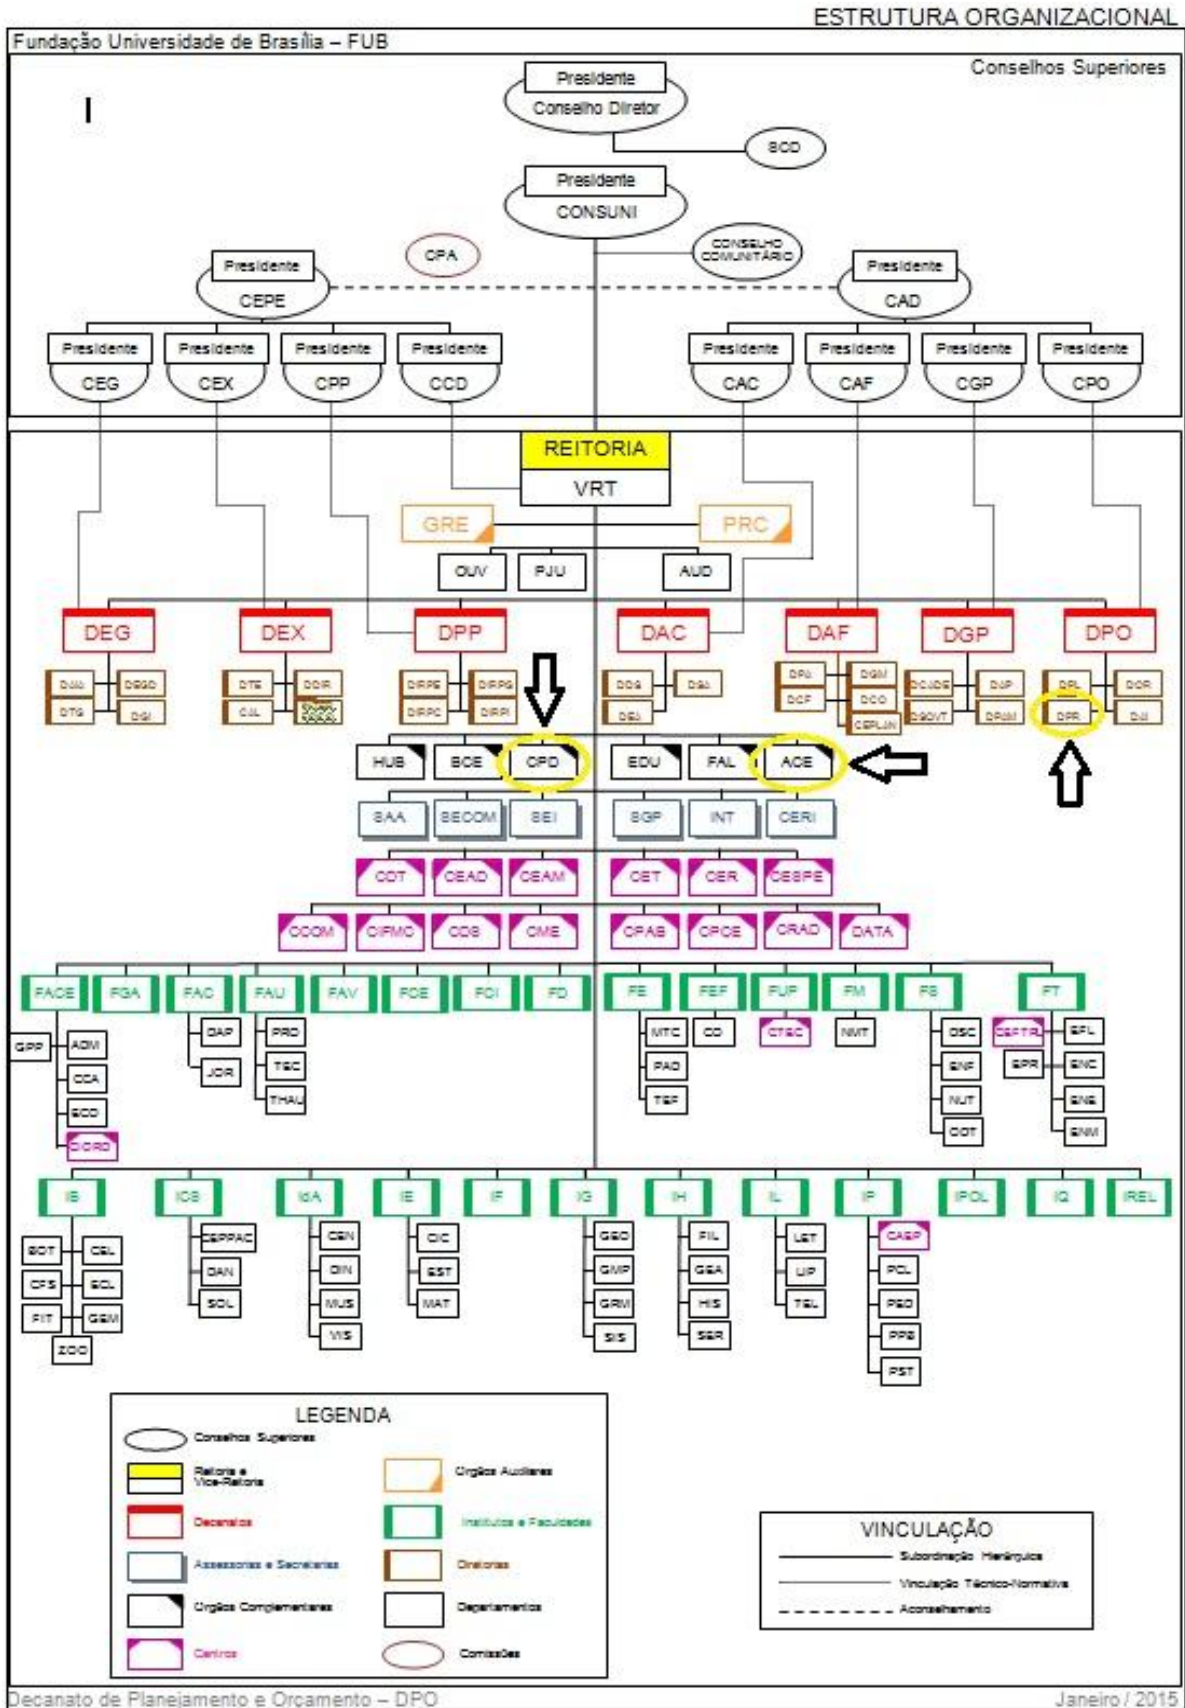 ESTRUTURA ORGANIZACIONAL
Fundação Universidade de Brasília – FUB
Conselhos Superiores
I
Presidente
Conselho Diretor
SCD
Presidente
CONSUNI
CPA
CONSELHO
COMUNITÁRIO
Presidente
CEPE
Presidente
CAD
Presidente Presidente Presidente Presidente Presidente Presidente Presidente Presidente
CEG CEX CPP CCD CAC CAF CGP CPO
REITORIA
VRT
GRE PRC
OUV PJU AUD
DEG DEX DPP DAC DAF DGP DPO
DAIA DEGD DTE DDIR DIRPE DIRPG DDS DSA DPA DGM DCADE DAP DPL DOR
DTG DGI CAL DIRPC DIRPI DEA DCF DCO DSQVT DPAM DPR DAI
CEPLAN
HUB BCE CPD EDU FAL ACE
SAA SECOM SEI SGP INT CERI
CDT CEAD CEAM CET CER CESPE
CCOM CIFMC CDS CME CPAB CPCE CRAD DATA
FACE FGA FAC FAU FAV FCE FCI FD FE FEF FUP FM FS FT
GPP ADM DAP PRO MTC CO CTEC NMT DSC CEFTRU EFL
CCA JOR TEC PAD ENF EPR ENC
ECO THAU TEF NUT ENE
CICRD ODT ENM
IB ICS IdA IE IF IG IH IL IP IPOL IQ IREL
BOT CEL CEPPAC CEN CIC GEO FIL LET CAEP
CFS ECL DAN DIN EST GMP GEA LIP PCL
FIT GEM SOL MUS MAT GRM HIS TEL PED
ZOO VIS SIS SER PPB
PST
LEGENDA
Conselhos Superiores
Reitoria e
Vice-Reitoria
Órgãos Auxiliares
Decanatos
Institutos e Faculdades
Assessorias e Secretarias
Diretorias
Órgãos Complementares
Departamentos
Centros
Comissões
VINCULAÇÃO
Subordinação Hierárquica
Vinculação Técnico-Normativa
Aconselhamento
Decanato de Planejamento e Orçamento – DPO
Janeiro / 2015